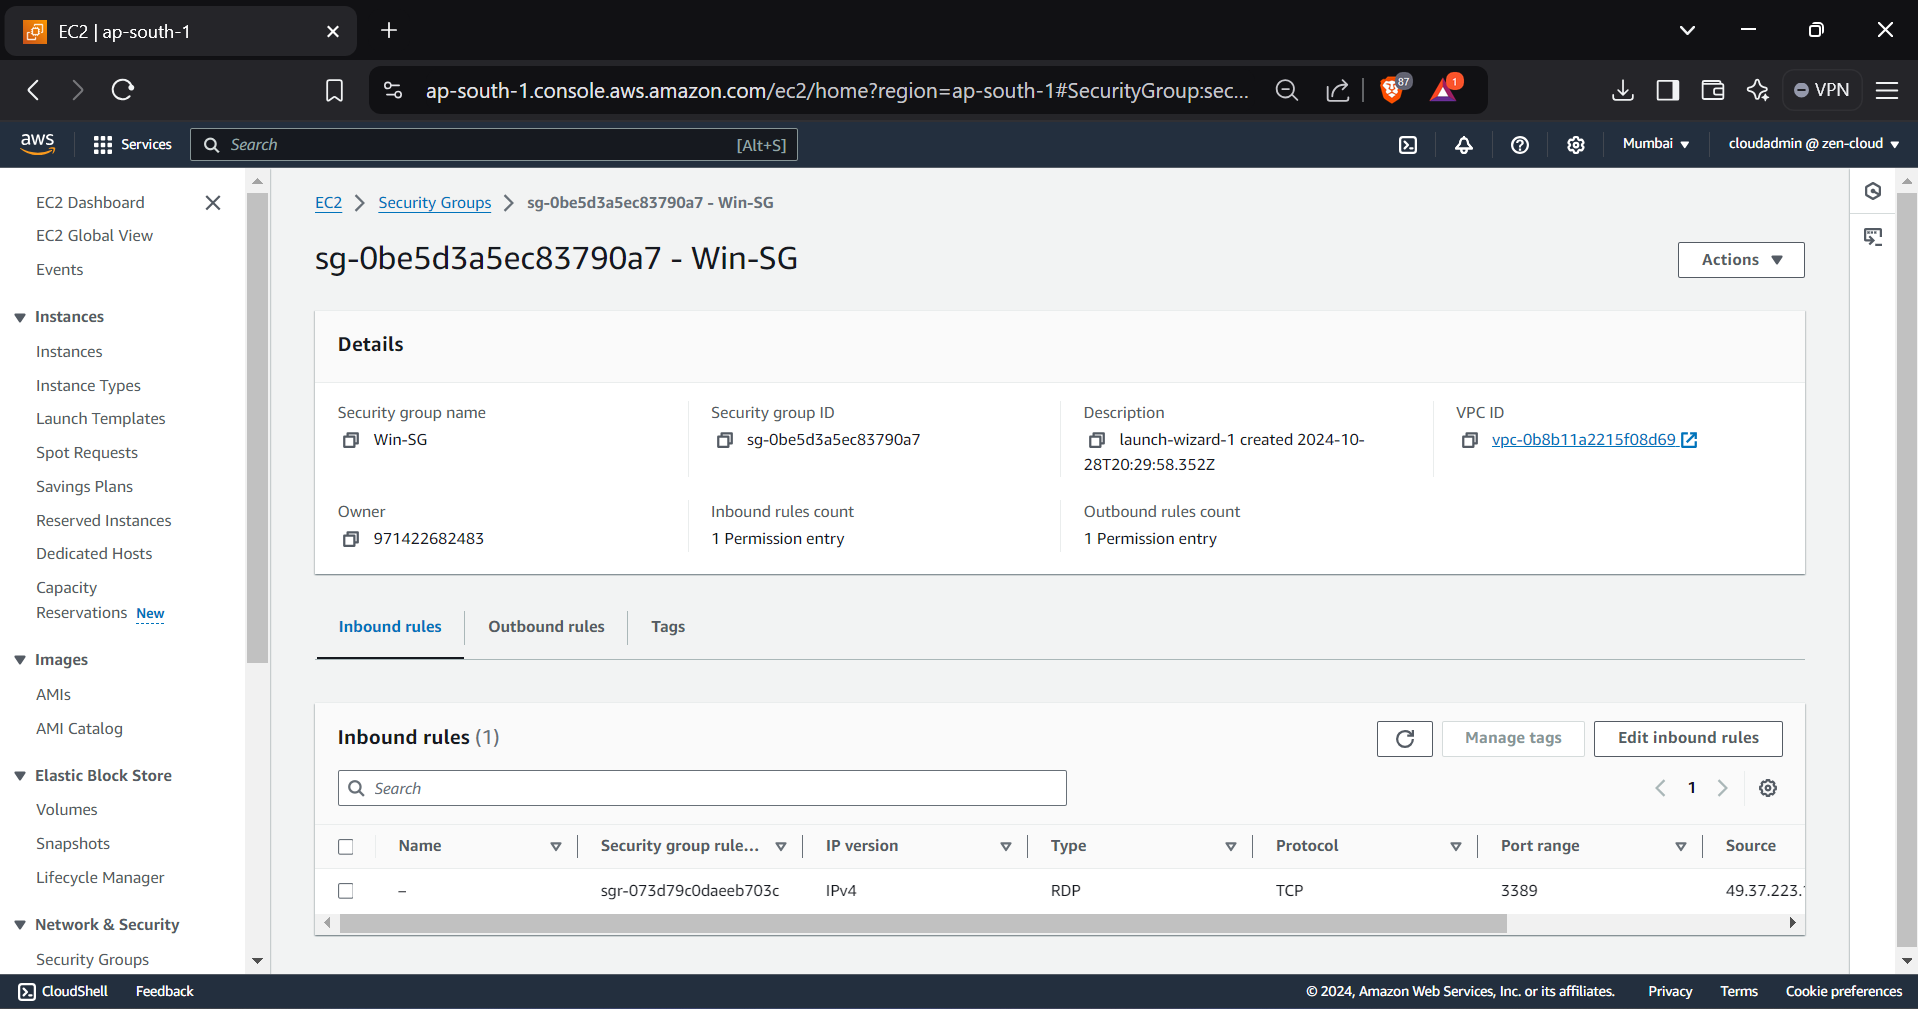 EC2 | ap-south-1
ap-south-1.console.aws.amazon.com/ec2/home?region=ap-south-1#SecurityGroup:sec...
87
1
VPN
aws
Services
Search
[Alt+S]
Mumbai
cloudadmin @ zen-cloud
EC2 Dashboard
EC2 Global View
Events
Instances
Instances
Instance Types
Launch Templates
Spot Requests
Savings Plans
Reserved Instances
Dedicated Hosts
Capacity
Reservations New
Images
AMIs
AMI Catalog
Elastic Block Store
Volumes
Snapshots
Lifecycle Manager
Network & Security
Security Groups
EC2 > Security Groups > sg-0be5d3a5ec83790a7 - Win-SG
sg-0be5d3a5ec83790a7 - Win-SG
Actions
Details
Security group name
Win-SG
Security group ID
sg-0be5d3a5ec83790a7
Description
launch-wizard-1 created 2024-10-
28T20:29:58.352Z
VPC ID
vpc-0b8b11a2215f08d69
Owner
971422682483
Inbound rules count
1 Permission entry
Outbound rules count
1 Permission entry
Inbound rules
Outbound rules
Tags
Inbound rules (1)
Manage tags
Edit inbound rules
Search
1
Name
Security group rule...
IP version
Type
Protocol
Port range
Source
–
sgr-073d79c0daeeb703c
IPv4
RDP
TCP
3389
49.37.223.
CloudShell
Feedback
© 2024, Amazon Web Services, Inc. or its affiliates.
Privacy
Terms
Cookie preferences